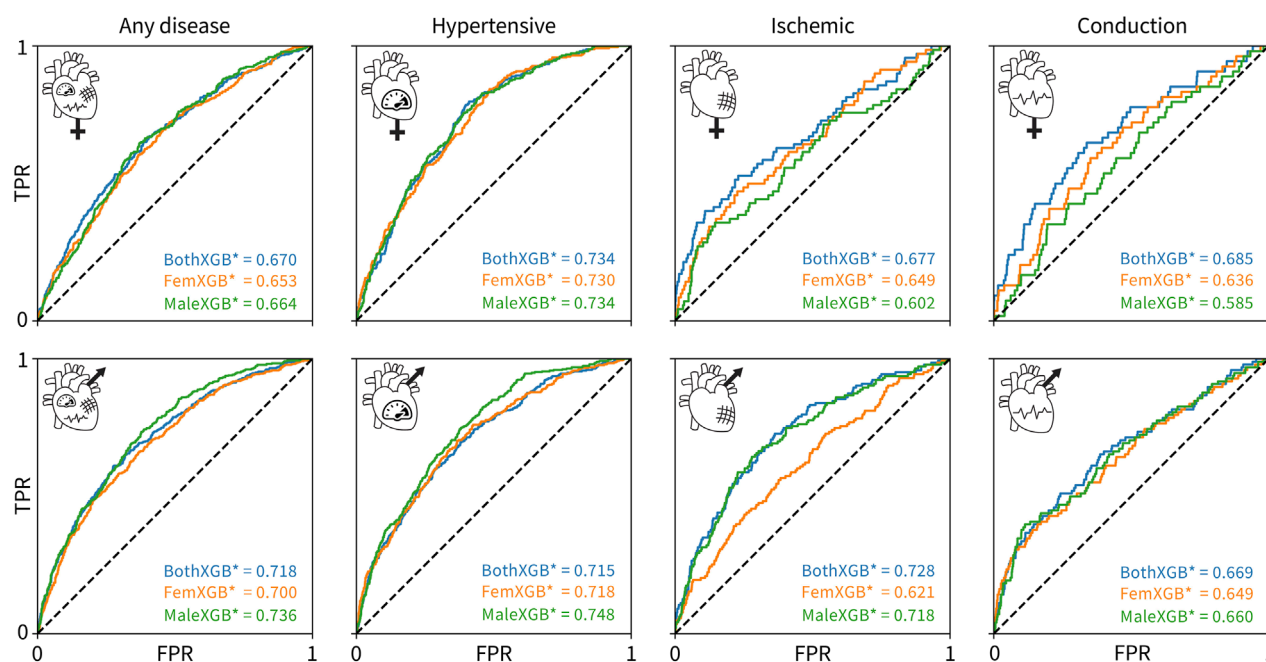 Any disease
Hypertensive
Ischemic
Conduction
1
TPR
0
BothXGB* = 0.670
FemXGB* = 0.653
MaleXGB* = 0.664
BothXGB* = 0.734
FemXGB* = 0.730
MaleXGB* = 0.734
BothXGB* = 0.677
FemXGB* = 0.649
MaleXGB* = 0.602
BothXGB* = 0.685
FemXGB* = 0.636
MaleXGB* = 0.585
1
TPR
0
BothXGB* = 0.718
FemXGB* = 0.700
MaleXGB* = 0.736
BothXGB* = 0.715
FemXGB* = 0.718
MaleXGB* = 0.748
BothXGB* = 0.728
FemXGB* = 0.621
MaleXGB* = 0.718
BothXGB* = 0.669
FemXGB* = 0.649
MaleXGB* = 0.660
0 FPR 1
0 FPR 1
0 FPR 1
0 FPR